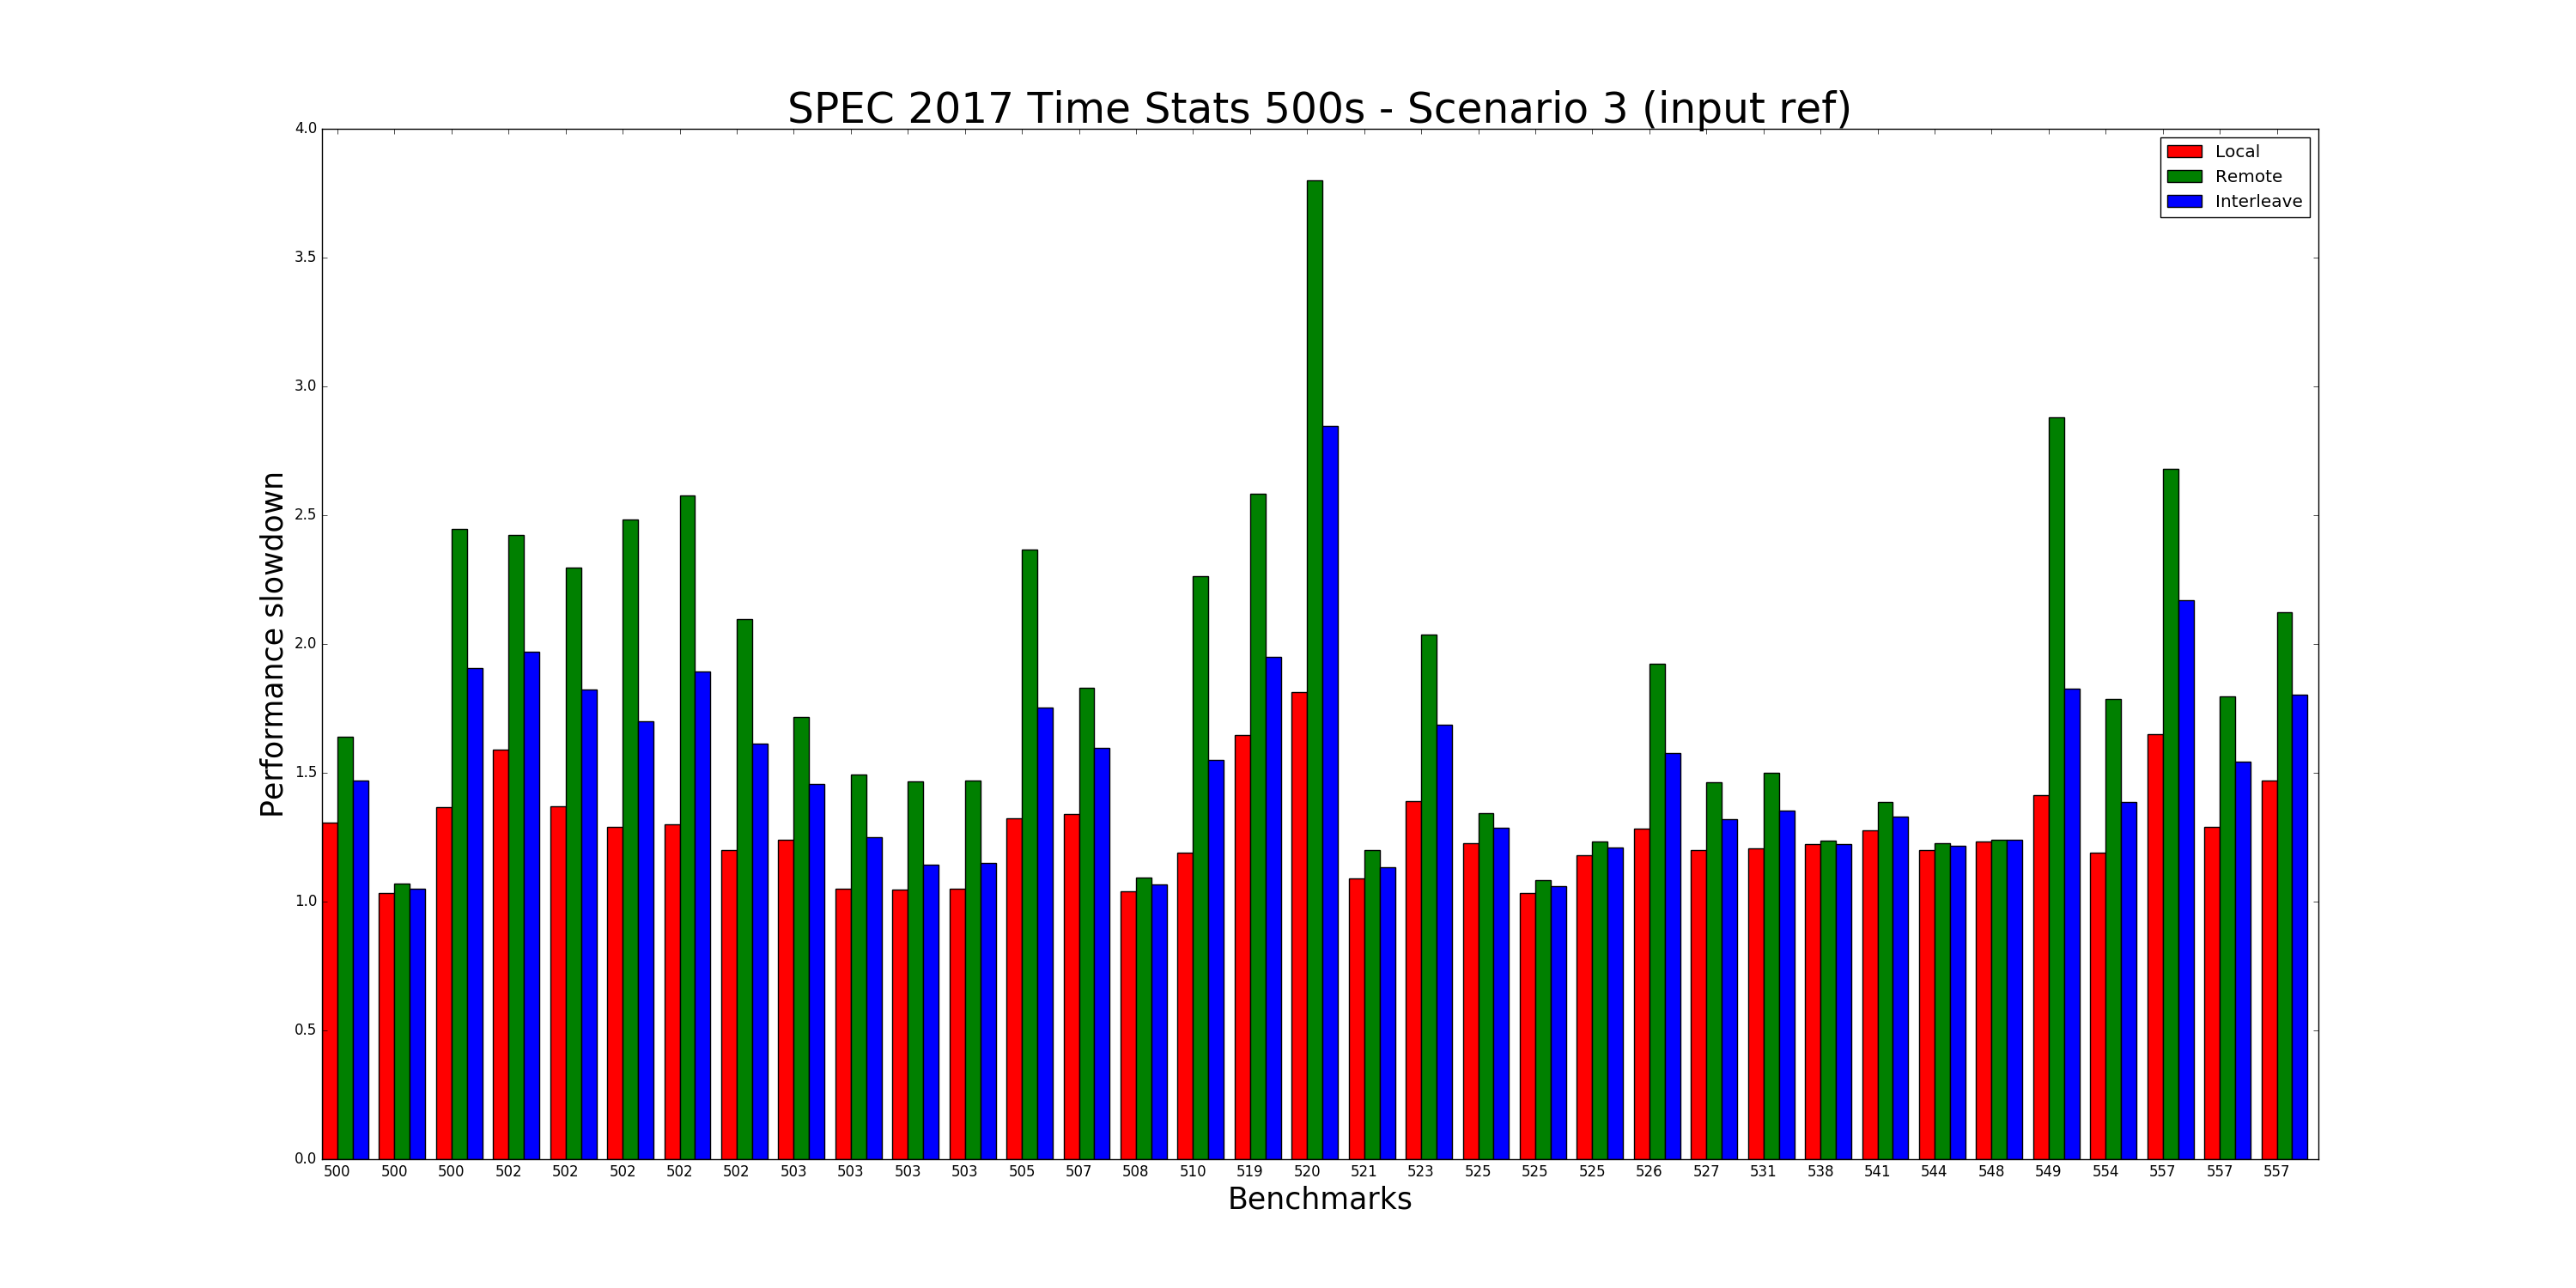 SPEC 2017 Time Stats 500s - Scenario 3 (input ref)
4.0
3.5
3.0
2.5
2.0
1.5
1.0
0.5
0.0
Performance slowdown
Local
Remote
Interleave
500 500 500 502 502 502 502 502 503 503 503 503 505 507 508 510 519 520 521 523 525 525 525 526 527 531 538 541 544 548 549 554 557 557 557
Benchmarks